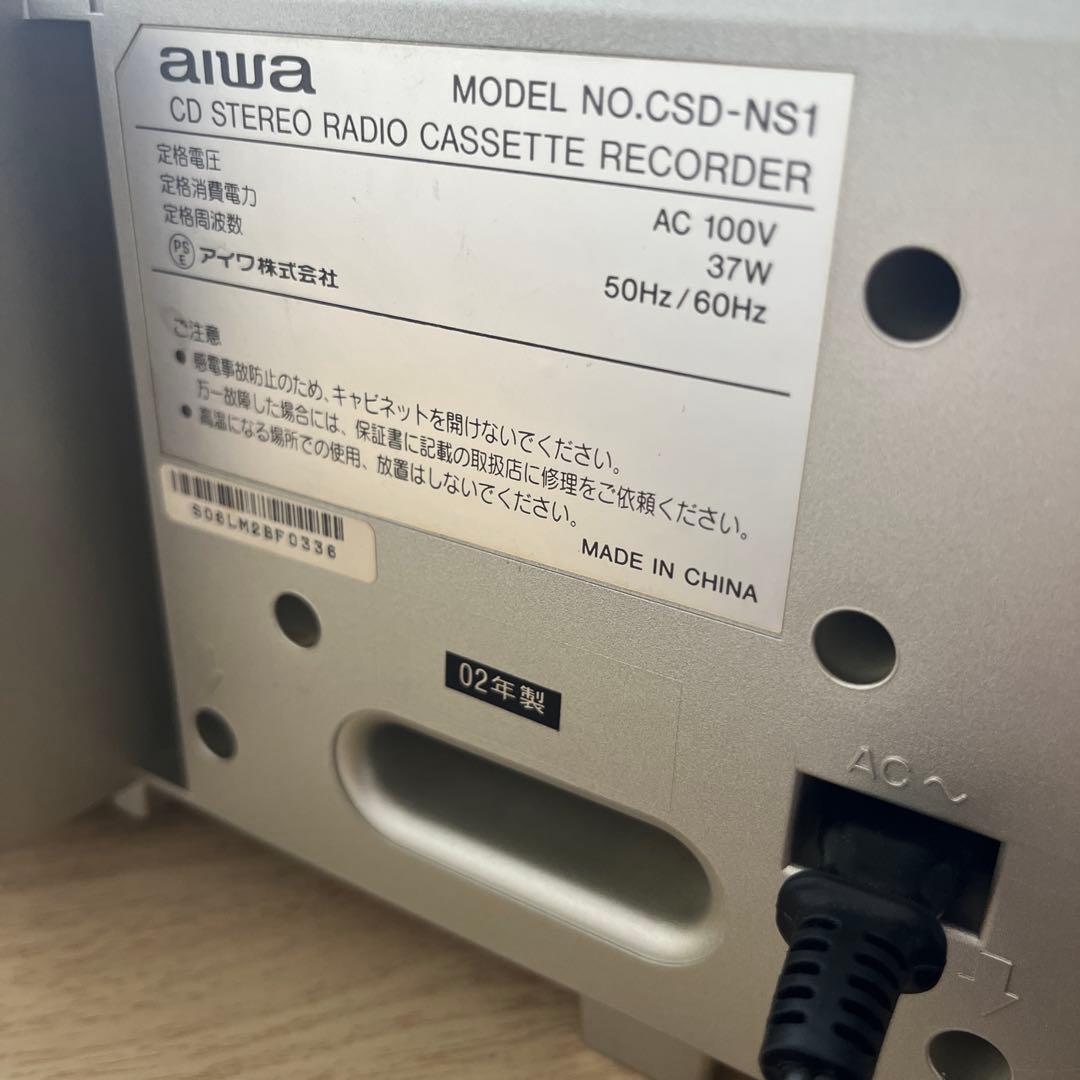 aiwa
MODEL NO.CSD-NS1
CD STEREO RADIO CASSETTE RECORDER
定格電圧 AC 100V
定格消費電力 37W
定格周波数 50Hz/60Hz
PS E アイワ株式会社
ご注意
● 感電事故防止のため、キャビネットを開けないでください。
万一故障した場合には、保証書に記載の取扱店に修理をご依頼ください。
● 高温になる場所での使用、放置はしないでください。
MADE IN CHINA
S06LM2BF0336
02年製
AC ~